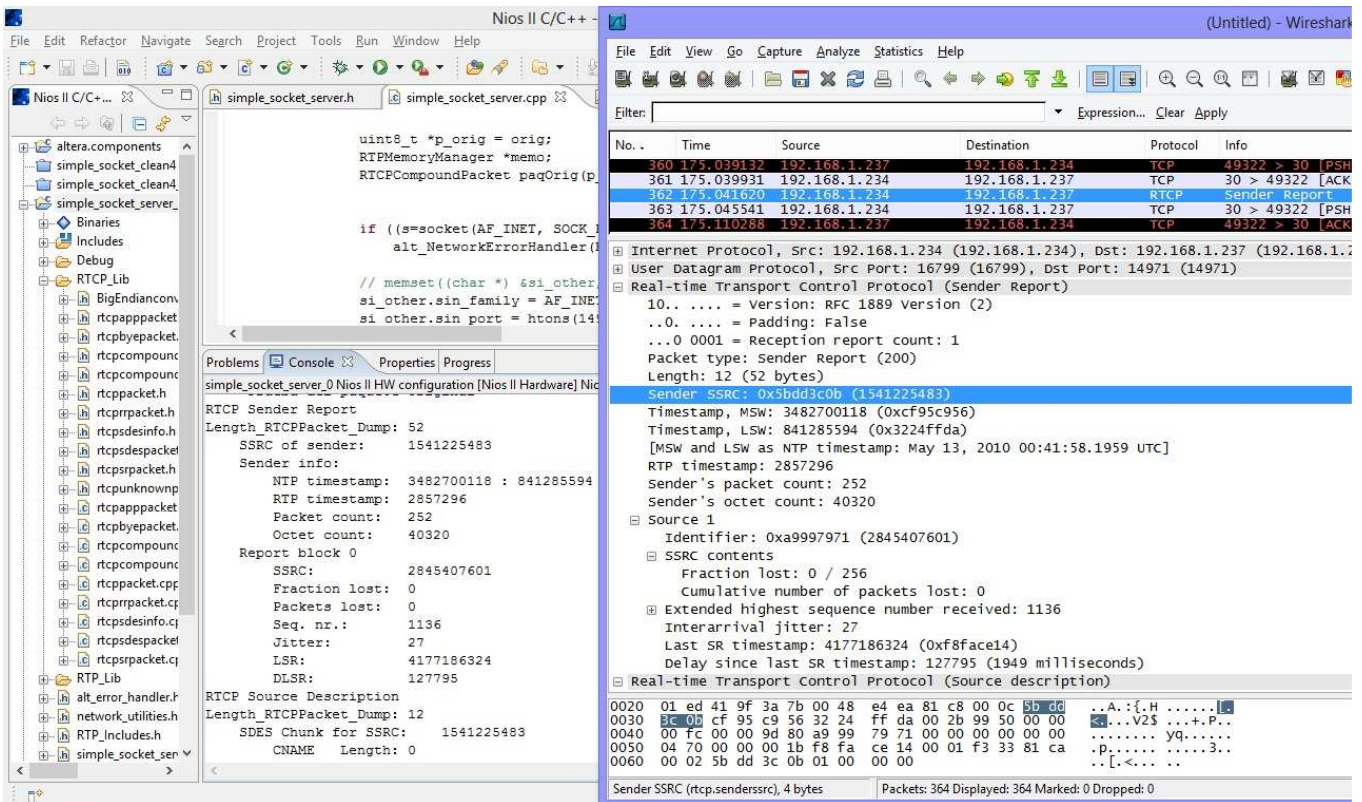 Nios II C/C++ -
File Edit Refactor Navigate Search Project Tools Run Window Help
Nios II C/C+...
altera.components
simple_socket_clean4
simple_socket_clean4_
simple_socket_server_
Binaries
Includes
Debug
RTCP_Lib
BigEndianconv
rtcpapppacket
rtcpbyepacket.
rtcpcompounc
rtcpcompounc
rtcppacket.h
rtcprrpacket.h
rtcpsdesinfo.h
rtcpsdespacket
rtcpsrpacket.h
rtcpunknownp
rtcpapppacket
rtcpbyepacket.
rtcpcompounc
rtcpcompounc
rtcppacket.cpp
rtcprrpacket.cp
rtcpsdesinfo.cp
rtcpsdespacket
rtcpsrpacket.cp
RTP_Lib
alt_error_handler.h
network_utilities.h
RTP_Includes.h
simple_socket_serv
simple_socket_server.h simple_socket_server.cpp
uint8_t *p_orig = orig;
RTPMemoryManager *memo;
RTCPCompoundPacket paqOrig(p_
if ((s=socket(AF_INET, SOCK_
alt_NetworkErrorHandler(
// memset((char *) &si_other,
si_other.sin_family = AF_INET
si_other.sin_port = htons(149
Problems Console Properties Progress
simple_socket_server_0 Nios II HW configuration [Nios II Hardware] Nio
RTCP Sender Report
Length_RTCPPacket_Dump: 52
SSRC of sender: 1541225483
Sender info:
NTP timestamp: 3482700118 : 841285594
RTP timestamp: 2857296
Packet count: 252
Octet count: 40320
Report block 0
SSRC: 2845407601
Fraction lost: 0
Packets lost: 0
Seq. nr.: 1136
Jitter: 27
LSR: 4177186324
DLSR: 127795
RTCP Source Description
Length_RTCPPacket_Dump: 12
SDES Chunk for SSRC: 1541225483
CNAME Length: 0
(Untitled) - Wireshark
File Edit View Go Capture Analyze Statistics Help
Filter: Expression... Clear Apply
No. . Time Source Destination Protocol Info
360 175.039132 192.168.1.237 192.168.1.234 TCP 49322 > 30 [PSH
361 175.039931 192.168.1.234 192.168.1.237 TCP 30 > 49322 [ACK
362 175.041620 192.168.1.234 192.168.1.237 RTCP Sender Report
363 175.045541 192.168.1.234 192.168.1.237 TCP 30 > 49322 [PSH
364 175.110288 192.168.1.237 192.168.1.234 TCP 49322 > 30 [ACK
Internet Protocol, Src: 192.168.1.234 (192.168.1.234), Dst: 192.168.1.237 (192.168.1.2
User Datagram Protocol, Src Port: 16799 (16799), Dst Port: 14971 (14971)
Real-time Transport Control Protocol (Sender Report)
10.. .... = Version: RFC 1889 Version (2)
..0. .... = Padding: False
...0 0001 = Reception report count: 1
Packet type: Sender Report (200)
Length: 12 (52 bytes)
Sender SSRC: 0x5bdd3c0b (1541225483)
Timestamp, MSW: 3482700118 (0xcf95c956)
Timestamp, LSW: 841285594 (0x3224ffda)
[MSW and LSW as NTP timestamp: May 13, 2010 00:41:58.1959 UTC]
RTP timestamp: 2857296
Sender's packet count: 252
Sender's octet count: 40320
Source 1
Identifier: 0xa9997971 (2845407601)
SSRC contents
Fraction lost: 0 / 256
Cumulative number of packets lost: 0
Extended highest sequence number received: 1136
Interarrival jitter: 27
Last SR timestamp: 4177186324 (0xf8face14)
Delay since last SR timestamp: 127795 (1949 milliseconds)
Real-time Transport Control Protocol (Source description)
0020 01 ed 41 9f 3a 7b 00 48 e4 ea 81 c8 00 0c 5b dd ..A.:{.H ......[.
0030 3c 0b cf 95 c9 56 32 24 ff da 00 2b 99 50 00 00 <....V2$ ...+.P..
0040 00 fc 00 00 9d 80 a9 99 79 71 00 00 00 00 00 00 ........ yq......
0050 04 70 00 00 00 1b f8 fa ce 14 00 01 f3 33 81 ca .p...... .....3..
0060 00 02 5b dd 3c 0b 01 00 00 00 ..[.<... ..
Sender SSRC (rtcp.senderssrc), 4 bytes Packets: 364 Displayed: 364 Marked: 0 Dropped: 0